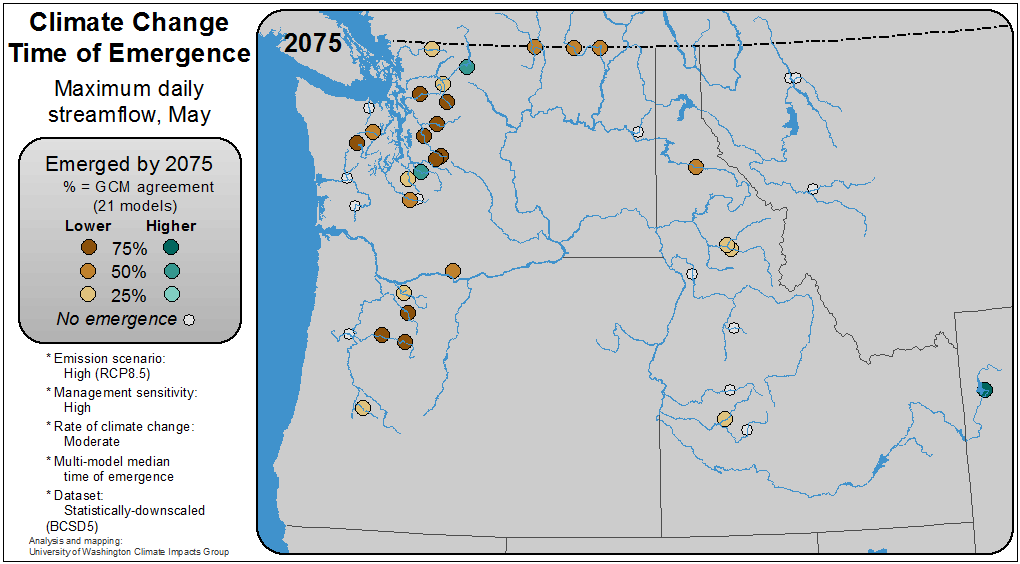 Climate Change
Time of Emergence
Maximum daily
streamflow, May
Emerged by 2075
% = GCM agreement
(21 models)
Lower Higher
75%
50%
25%
No emergence
* Emission scenario:
High (RCP8.5)
* Management sensitivity:
High
* Rate of climate change:
Moderate
* Multi-model median
time of emergence
* Dataset:
Statistically-downscaled
(BCSD5)
Analysis and mapping:
University of Washington Climate Impacts Group
2075